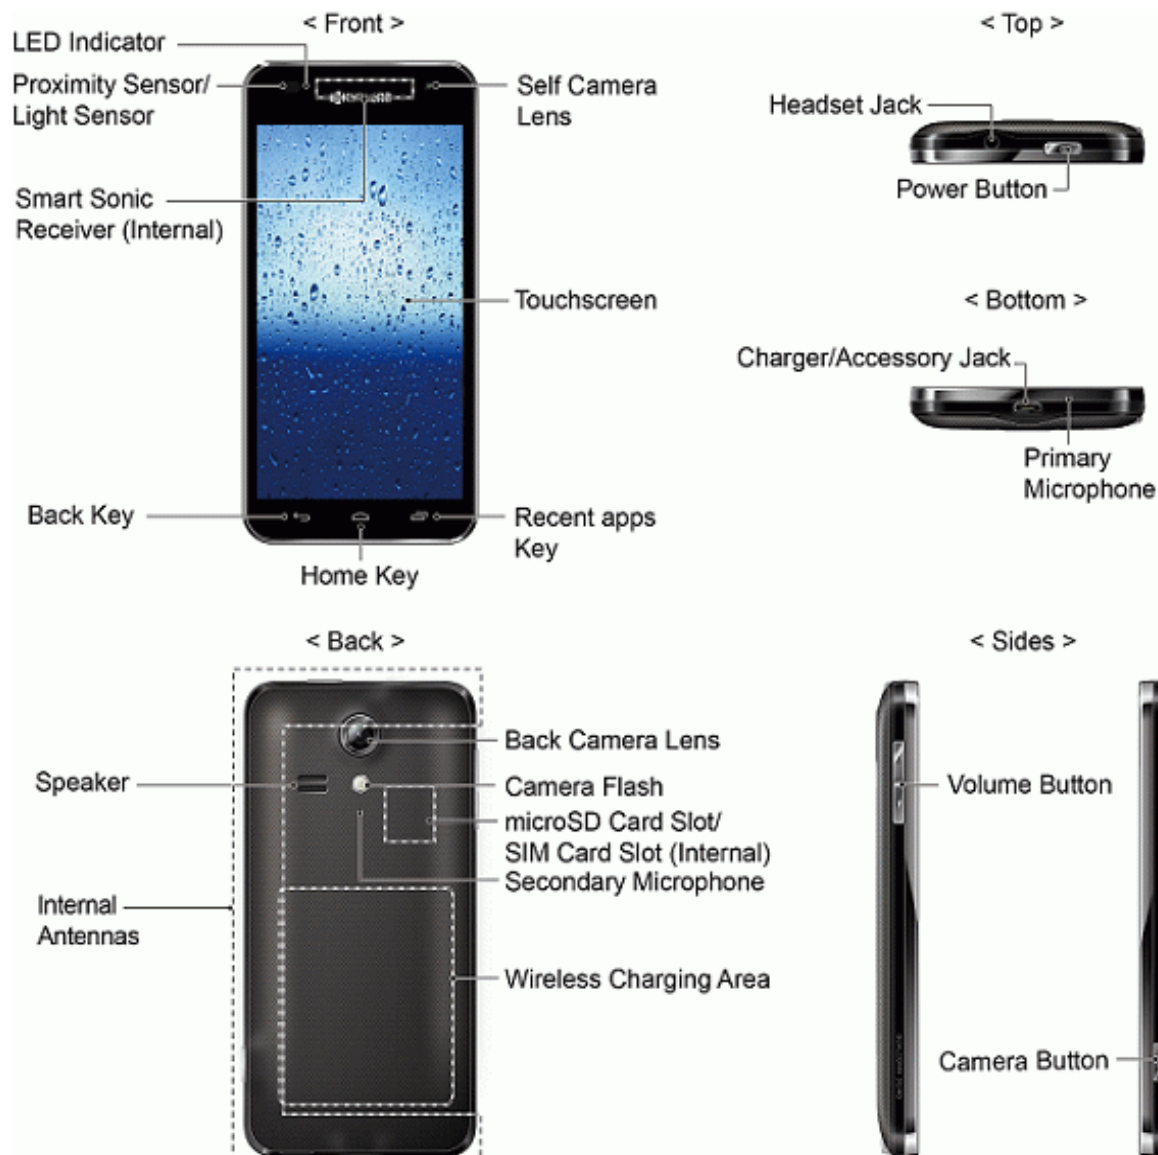 < Front >
LED Indicator
Proximity Sensor/
Light Sensor
Self Camera
Lens
Smart Sonic
Receiver (Internal)
Touchscreen
Back Key
Recent apps
Key
Home Key
< Top >
Headset Jack
Power Button
< Bottom >
Charger/Accessory Jack
Primary
Microphone
< Back >
Back Camera Lens
Speaker
Camera Flash
microSD Card Slot/
SIM Card Slot (Internal)
Secondary Microphone
Internal
Antennas
Wireless Charging Area
< Sides >
Volume Button
Camera Button